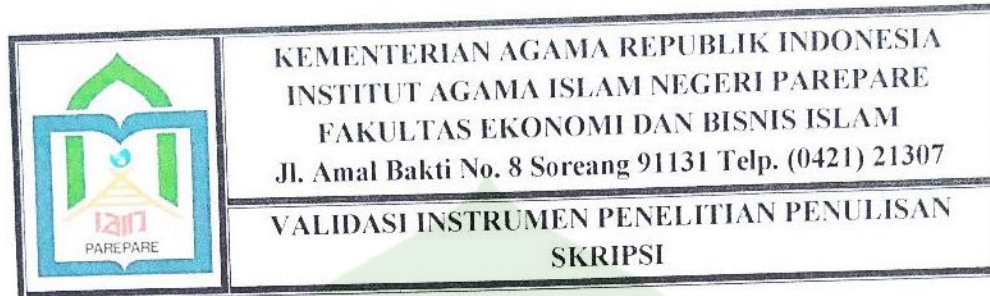 KEMENTERIAN AGAMA REPUBLIK INDONESIA
INSTITUT AGAMA ISLAM NEGERI PAREPARE
FAKULTAS EKONOMI DAN BISNIS ISLAM
Jl. Amal Bakti No. 8 Soreang 91131 Telp. (0421) 21307
VALIDASI INSTRUMEN PENELITIAN PENULISAN
SKRIPSI
IAIN
PAREPARE